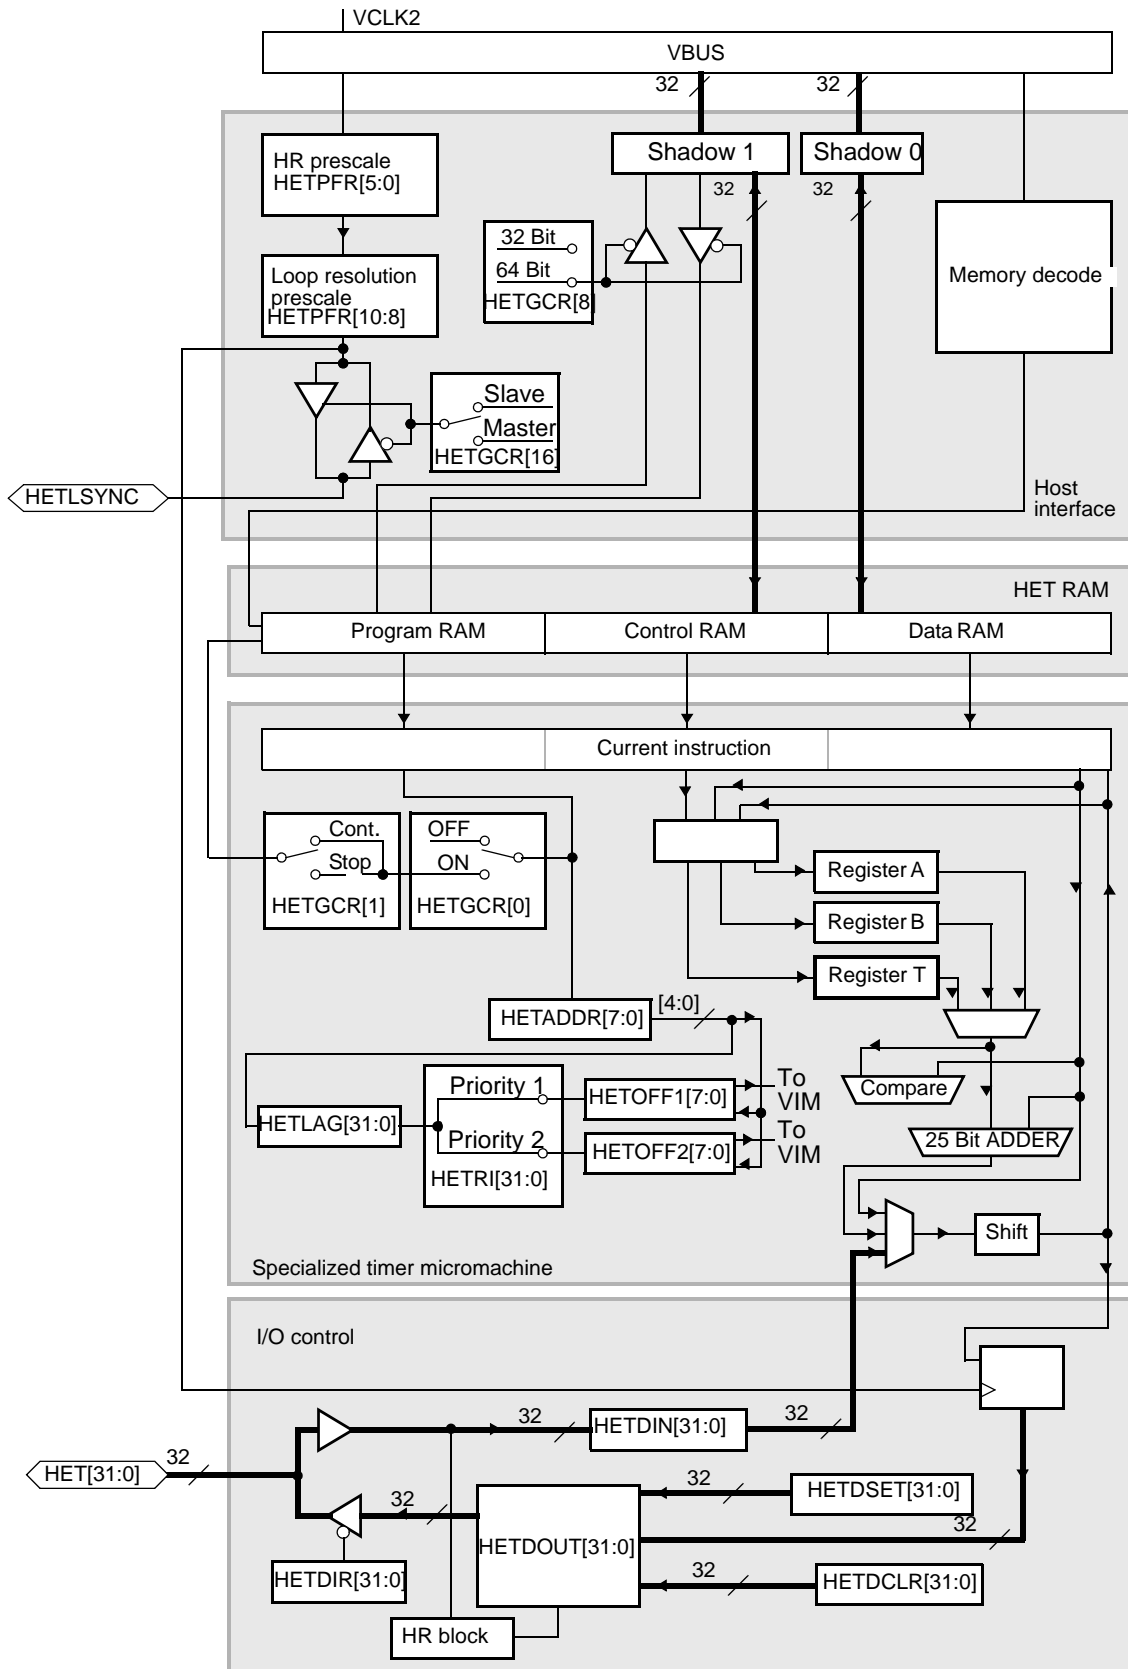 VCLK2
VBUS
32
32
HR prescale
HETPFR[5:0]
Shadow 1
Shadow 0
32
32
32 Bit
64 Bit
HETGCR[8]
Loop resolution
prescale
HETPFR[10:8]
Memory decode
Slave
Master
HETGCR[16]
HETLSYNC
Host
interface
HET RAM
Program RAM
Control RAM
Data RAM
Current instruction
Cont.
Stop
HETGCR[1]
OFF
ON
HETGCR[0]
Register A
Register B
Register T
HETADDR[7:0]
[4:0]
Priority 1
Priority 2
HETRI[31:0]
HETLAG[31:0]
HETOFF1[7:0]
To
VIM
HETOFF2[7:0]
To
VIM
Compare
25 Bit ADDER
Shift
Specialized timer micromachine
I/O control
32
HETDIN[31:0]
32
HET[31:0]
32
32
HETDOUT[31:0]
32
HETDSET[31:0]
32
32
HETDCLR[31:0]
HETDIR[31:0]
HR block